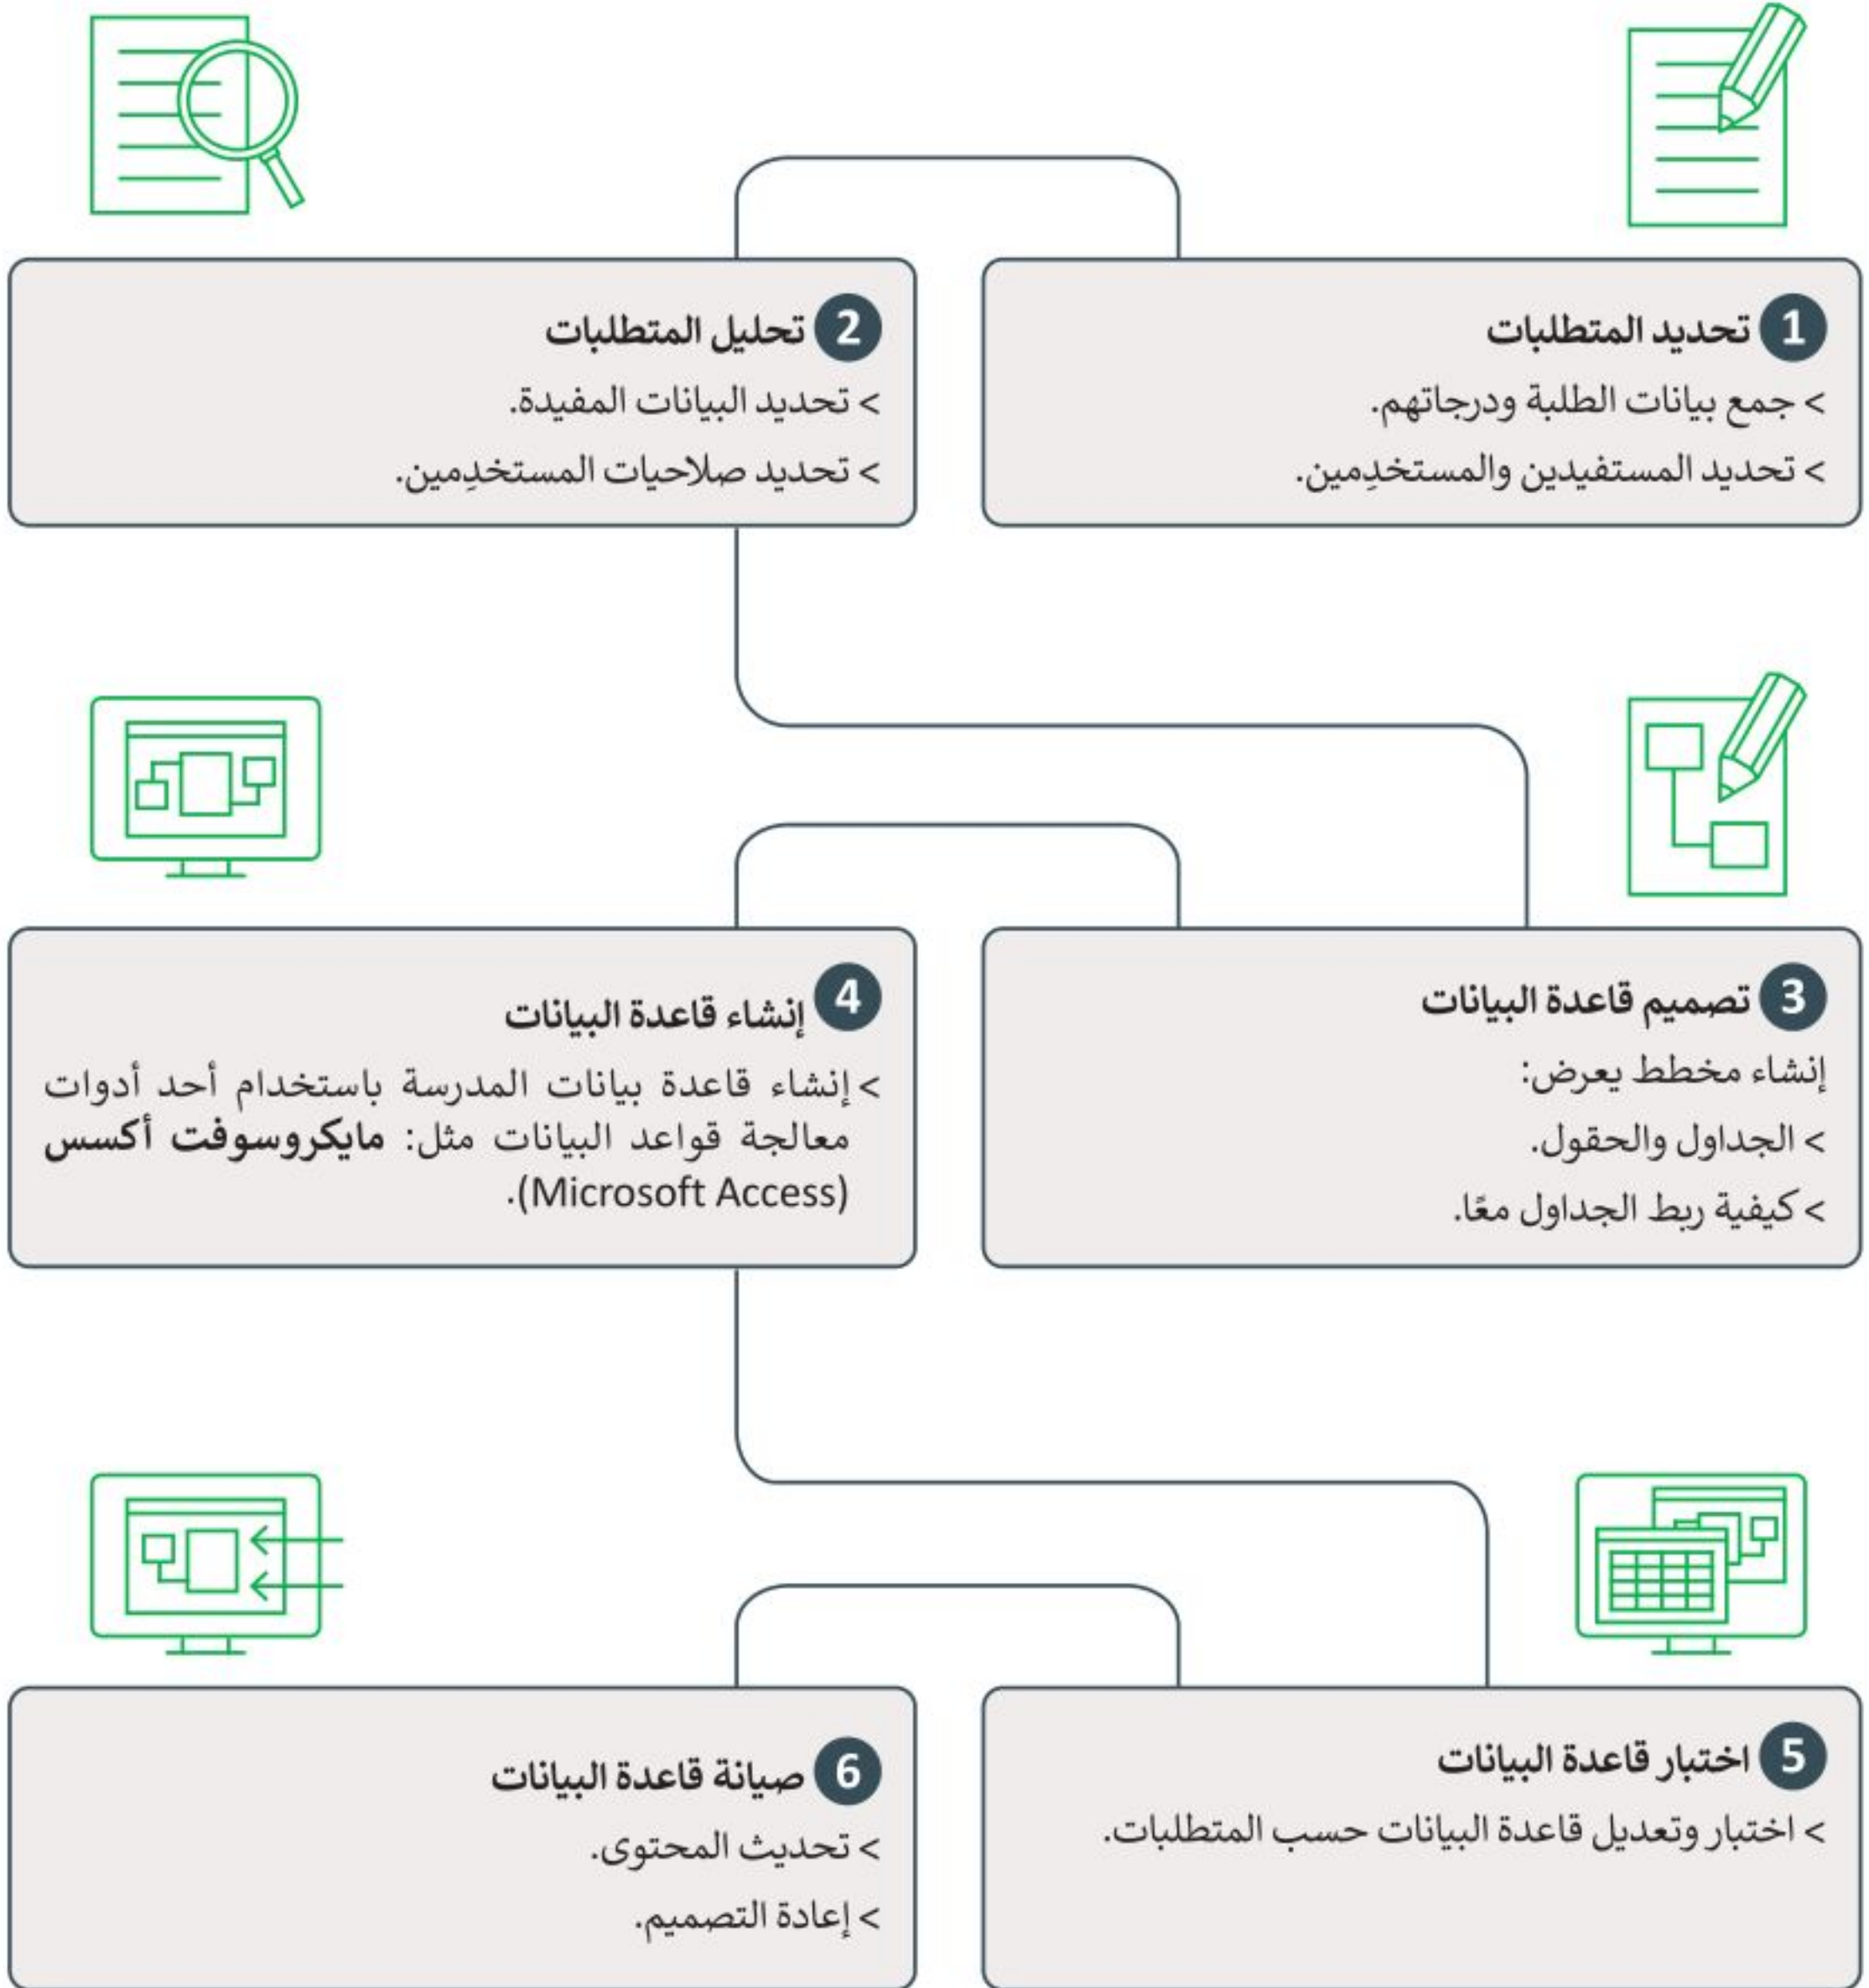 1 تحديد المتطلبات
> جمع بيانات الطلبة ودرجاتهم.
> تحديد المستفيدين والمستخدِمين.
2 تحليل المتطلبات
> تحديد البيانات المفيدة.
> تحديد صلاحيات المستخدِمين.
3 تصميم قاعدة البيانات
إنشاء مخطط يعرض:
> الجداول والحقول.
> كيفية ربط الجداول معًا.
4 إنشاء قاعدة البيانات
> إنشاء قاعدة بيانات المدرسة باستخدام أحد أدوات
معالجة قواعد البيانات مثل: مايكروسوفت أكسس
(Microsoft Access).
5 اختبار قاعدة البيانات
> اختبار وتعديل قاعدة البيانات حسب المتطلبات.
6 صيانة قاعدة البيانات
> تحديث المحتوى.
> إعادة التصميم.